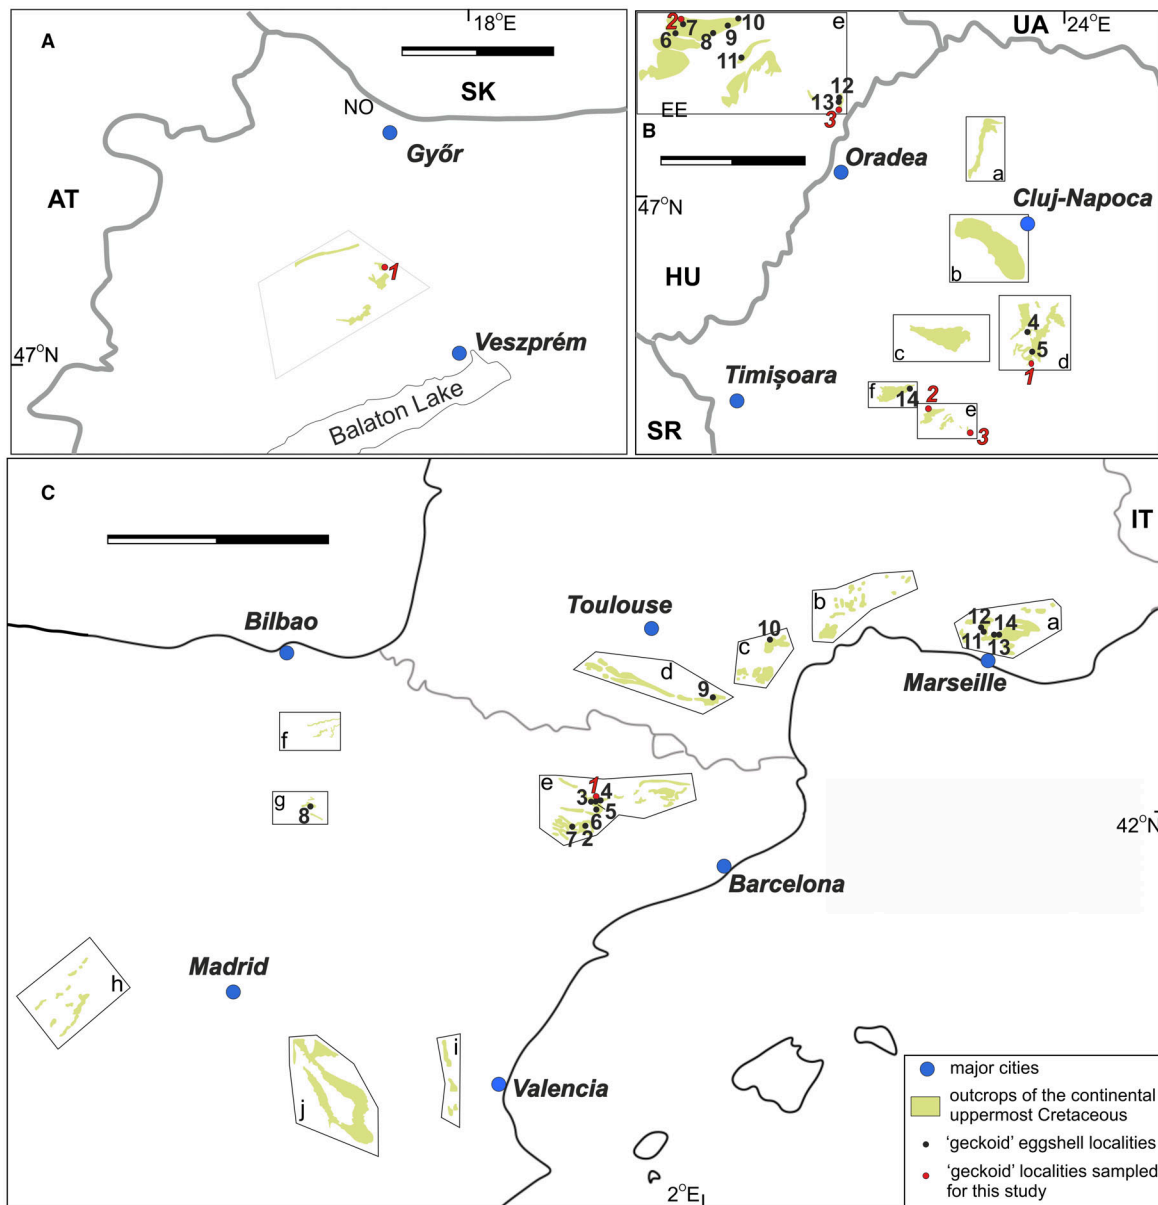 A
18°E
SK
NO
Győr
AT
1
47°N
Veszprém
Balaton Lake
e
UA
24°E
2
7
10
6
8
9
11
12
13
EE
3
B
Oradea
a
47°N
Cluj-Napoca
HU
b
4
c
5
d
1
Timișoara
f
14
2
e
SR
3
C
IT
Bilbao
Toulouse
b
10
12
14
a
c
11
13
d
Marseille
9
f
e
1
3
4
g
5
8
6
42°N
7
2
Barcelona
Madrid
h
i
j
Valencia
2°E
major cities
outcrops of the continental
uppermost Cretaceous
‘geckoid’ eggshell localities
‘geckoid’ localities sampled
for this study